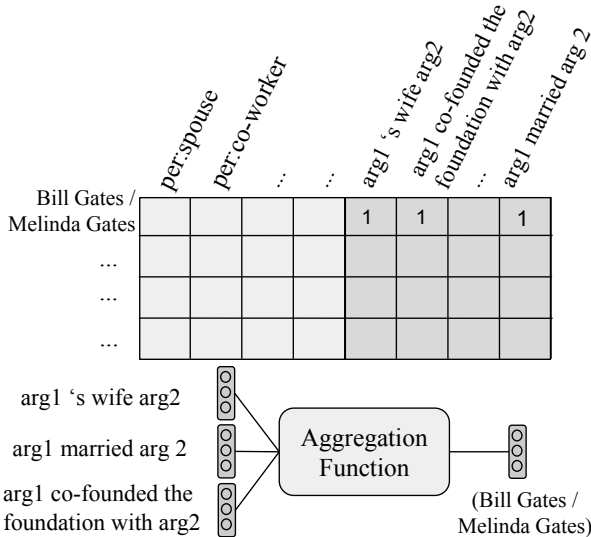 per:spouse
per:co-worker
...
...
arg1 ‘s wife arg2
arg1 co-founded the
foundation with arg2
...
arg1 married arg 2
Bill Gates /
Melinda Gates
1
1
1
...
...
...
arg1 ‘s wife arg2
arg1 married arg 2
arg1 co-founded the
foundation with arg2
Aggregation
Function
(Bill Gates /
Melinda Gates)